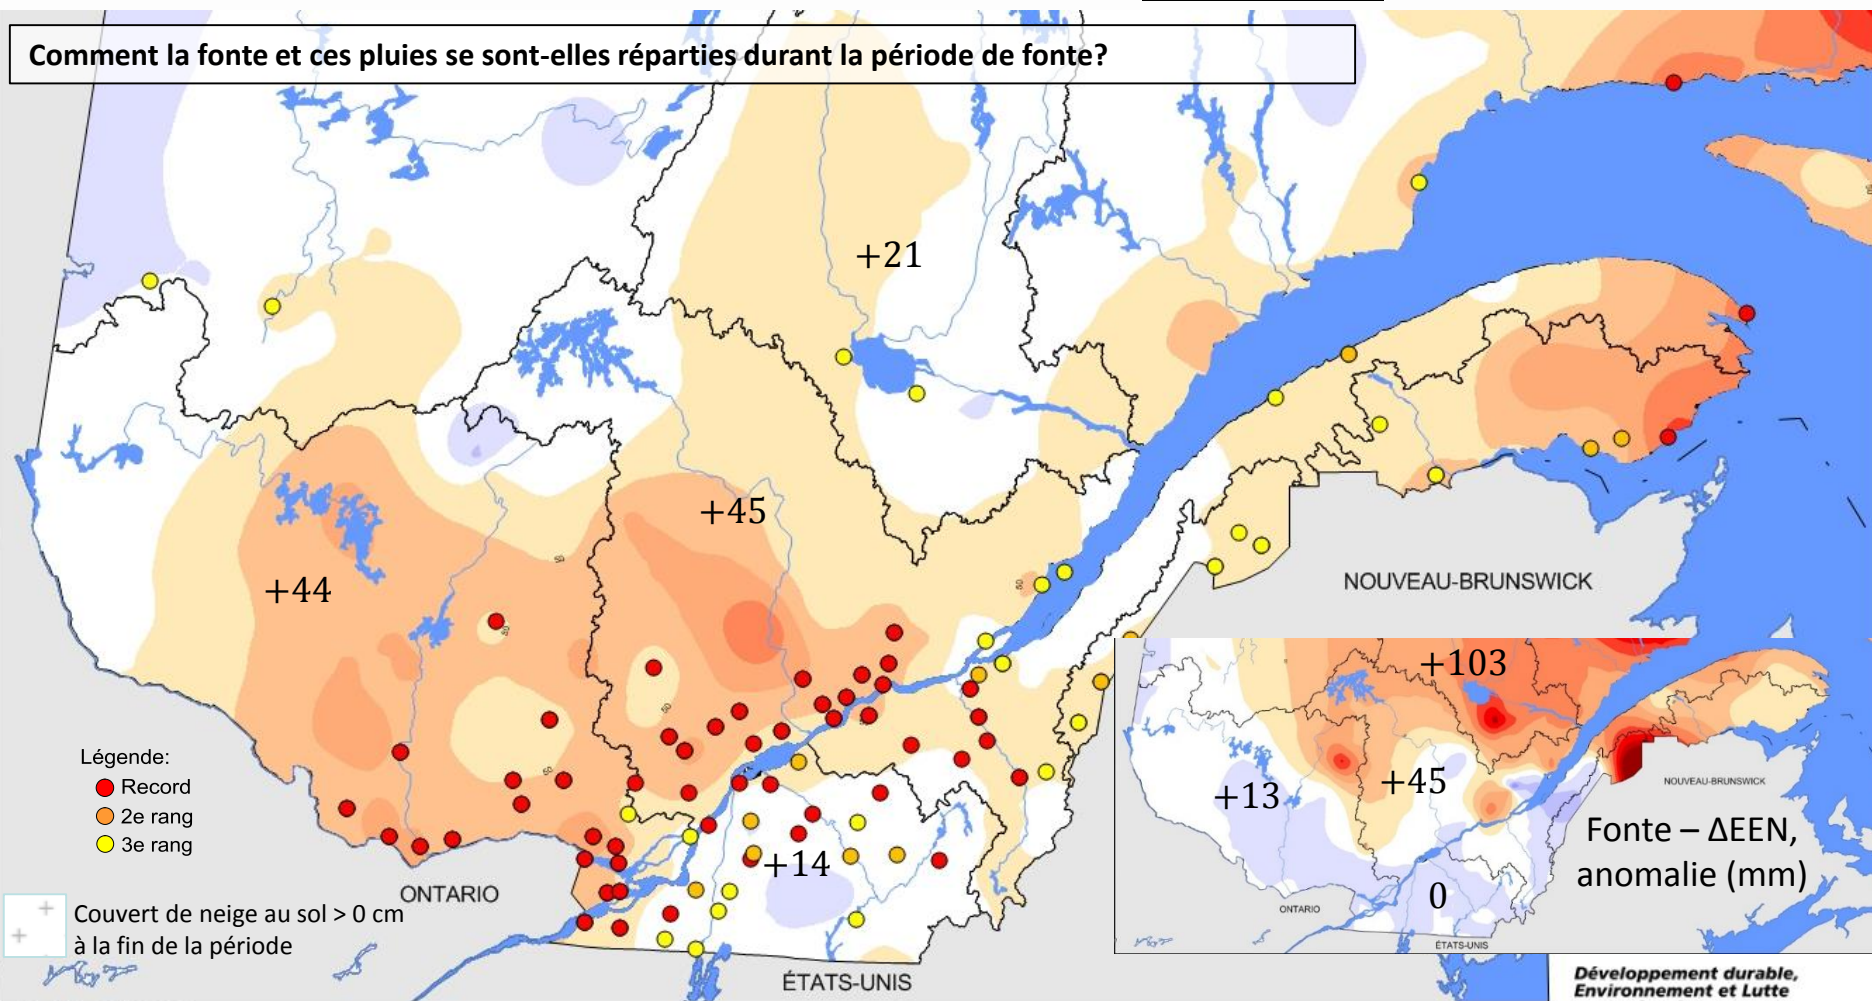 Comment la fonte et ces pluies se sont-elles réparties durant la période de fonte?
+21
+45
+44
NOUVEAU-BRUNSWICK
+103
Légende:
Record
2e rang
3e rang
+13
+45
NOUVEAU-BRUNSWICK
Fonte – ΔEEN,
anomalie (mm)
+14
0
ONTARIO
ONTARIO
Couvert de neige au sol > 0 cm
à la fin de la période
ÉTATS-UNIS
ÉTATS-UNIS
Développement durable,
Environnement et Lutte